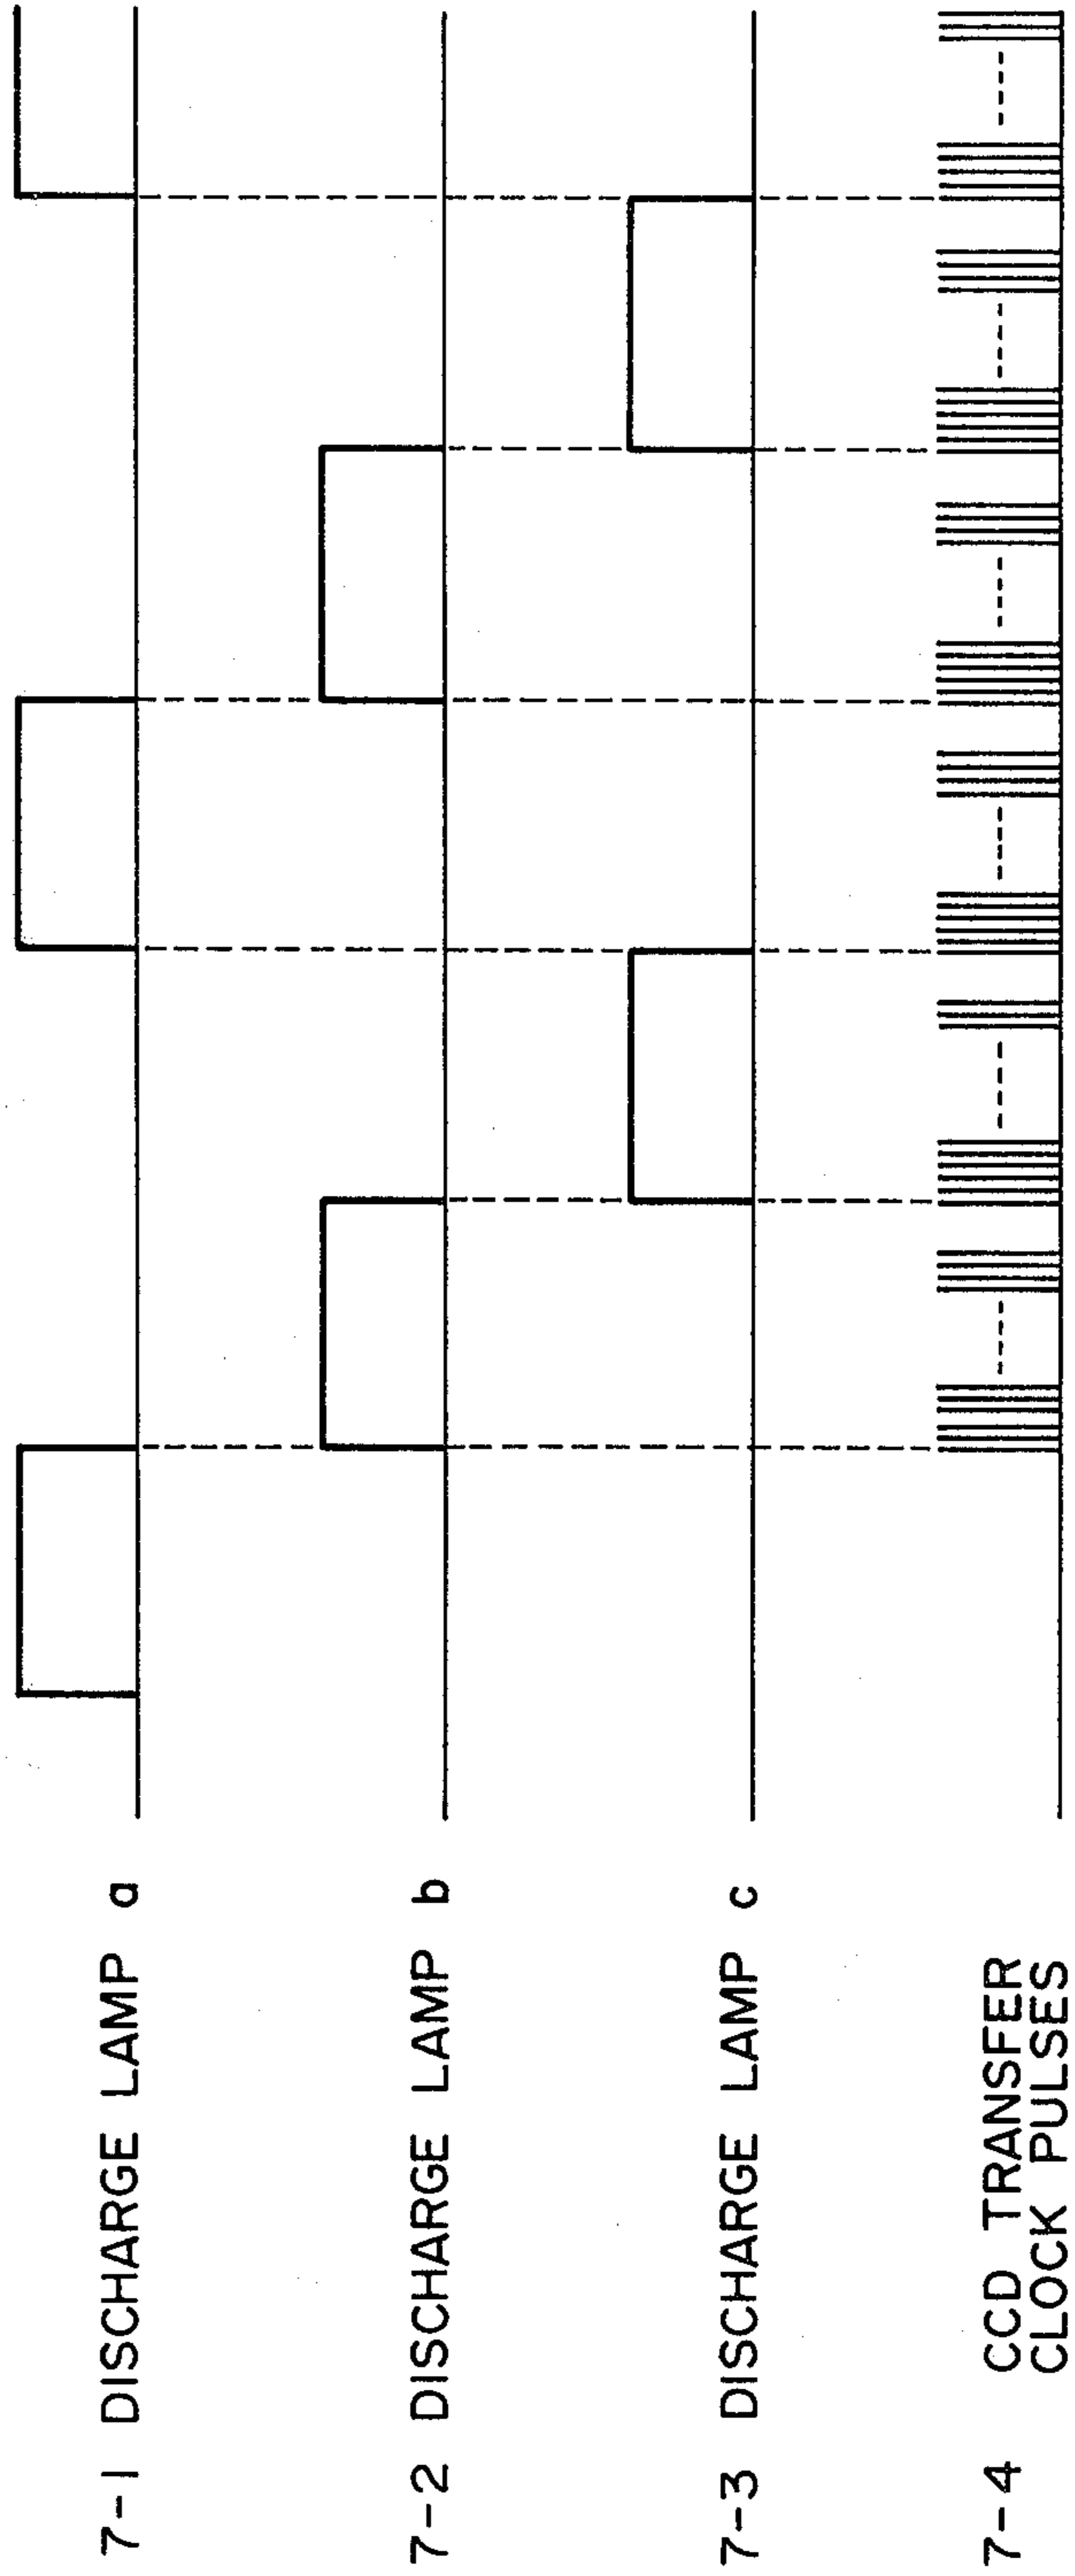 7-1 DISCHARGE LAMP a
7-2 DISCHARGE LAMP b
7-3 DISCHARGE LAMP c
7-4 CCD TRANSFER
CLOCK PULSES